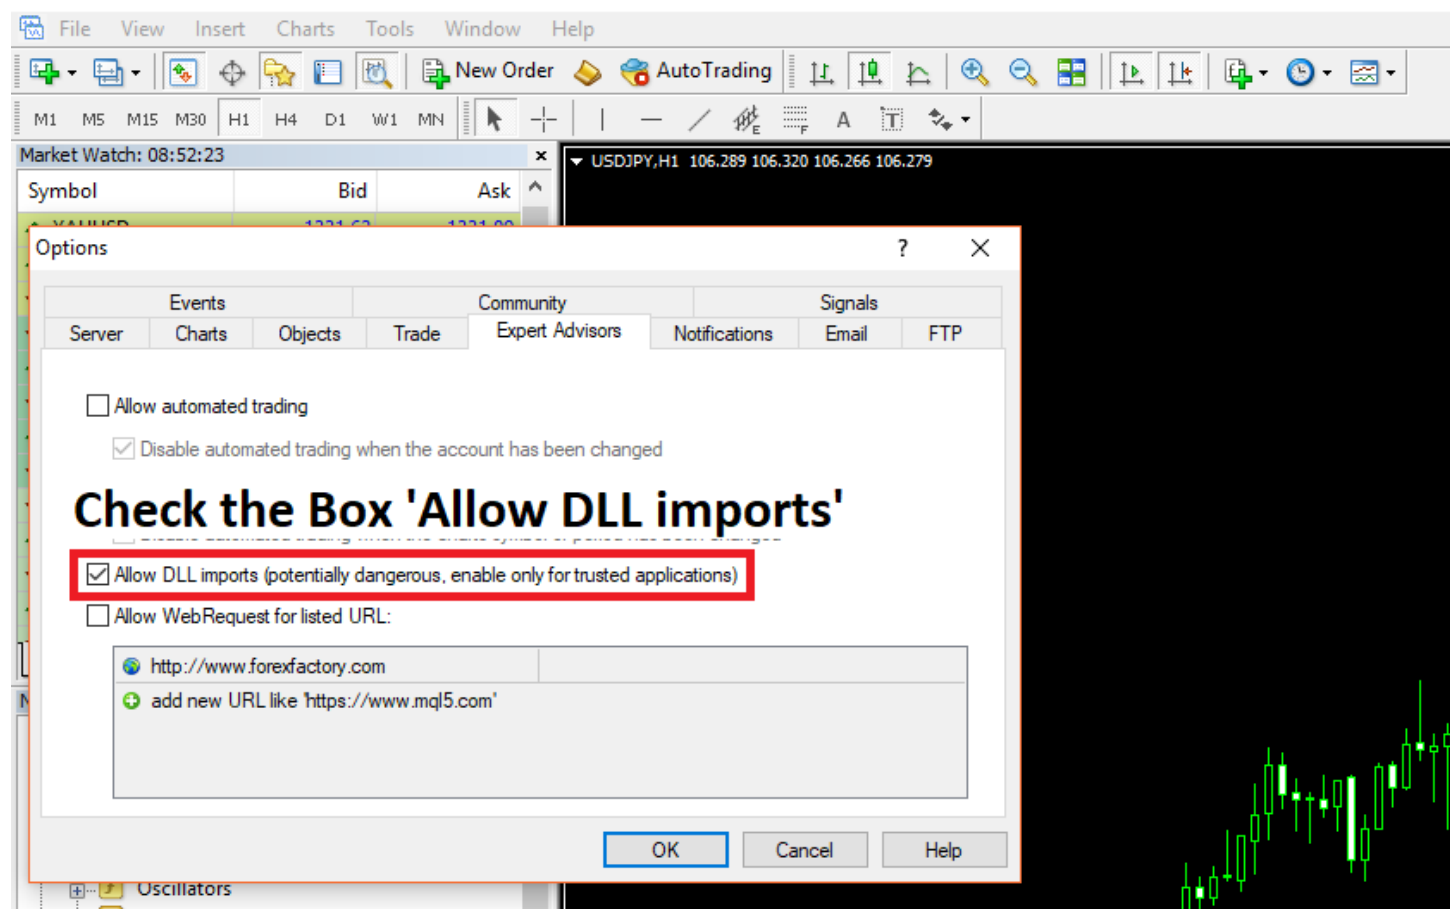 File View Insert Charts Tools Window Help
New Order AutoTrading
M1 M5 M15 M30 H1 H4 D1 W1 MN E F A T
Market Watch: 08:52:23
USDJPY,H1 106.289 106.320 106.266 106.279
Symbol Bid Ask
Options
Events Community Signals
Server Charts Objects Trade Expert Advisors Notifications Email FTP
Allow automated trading
Disable automated trading when the account has been changed
Check the Box 'Allow DLL imports'
Allow DLL imports (potentially dangerous, enable only for trusted applications)
Allow WebRequest for listed URL:
http://www.forexfactory.com
add new URL like 'https://www.mql5.com'
OK Cancel Help
Oscillators